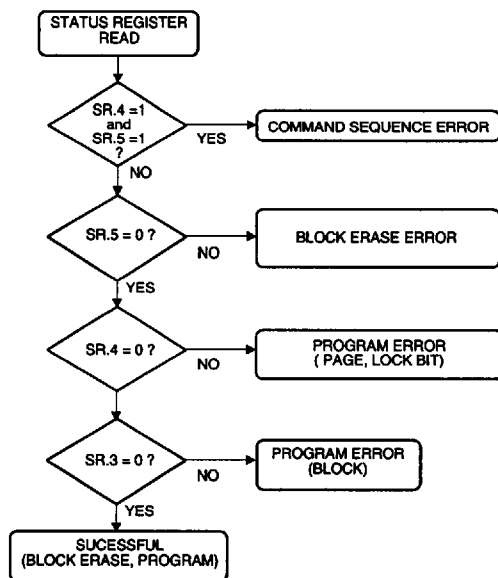 STATUS REGISTER
READ
SR.4 =1
and
SR.5 =1
?
YES
COMMAND SEQUENCE ERROR
NO
SR.5 = 0 ?
NO
BLOCK ERASE ERROR
YES
SR.4 = 0 ?
NO
PROGRAM ERROR
( PAGE, LOCK BIT)
SR.3 = 0 ?
NO
PROGRAM ERROR
(BLOCK)
YES
SUCESSFUL
(BLOCK ERASE, PROGRAM)